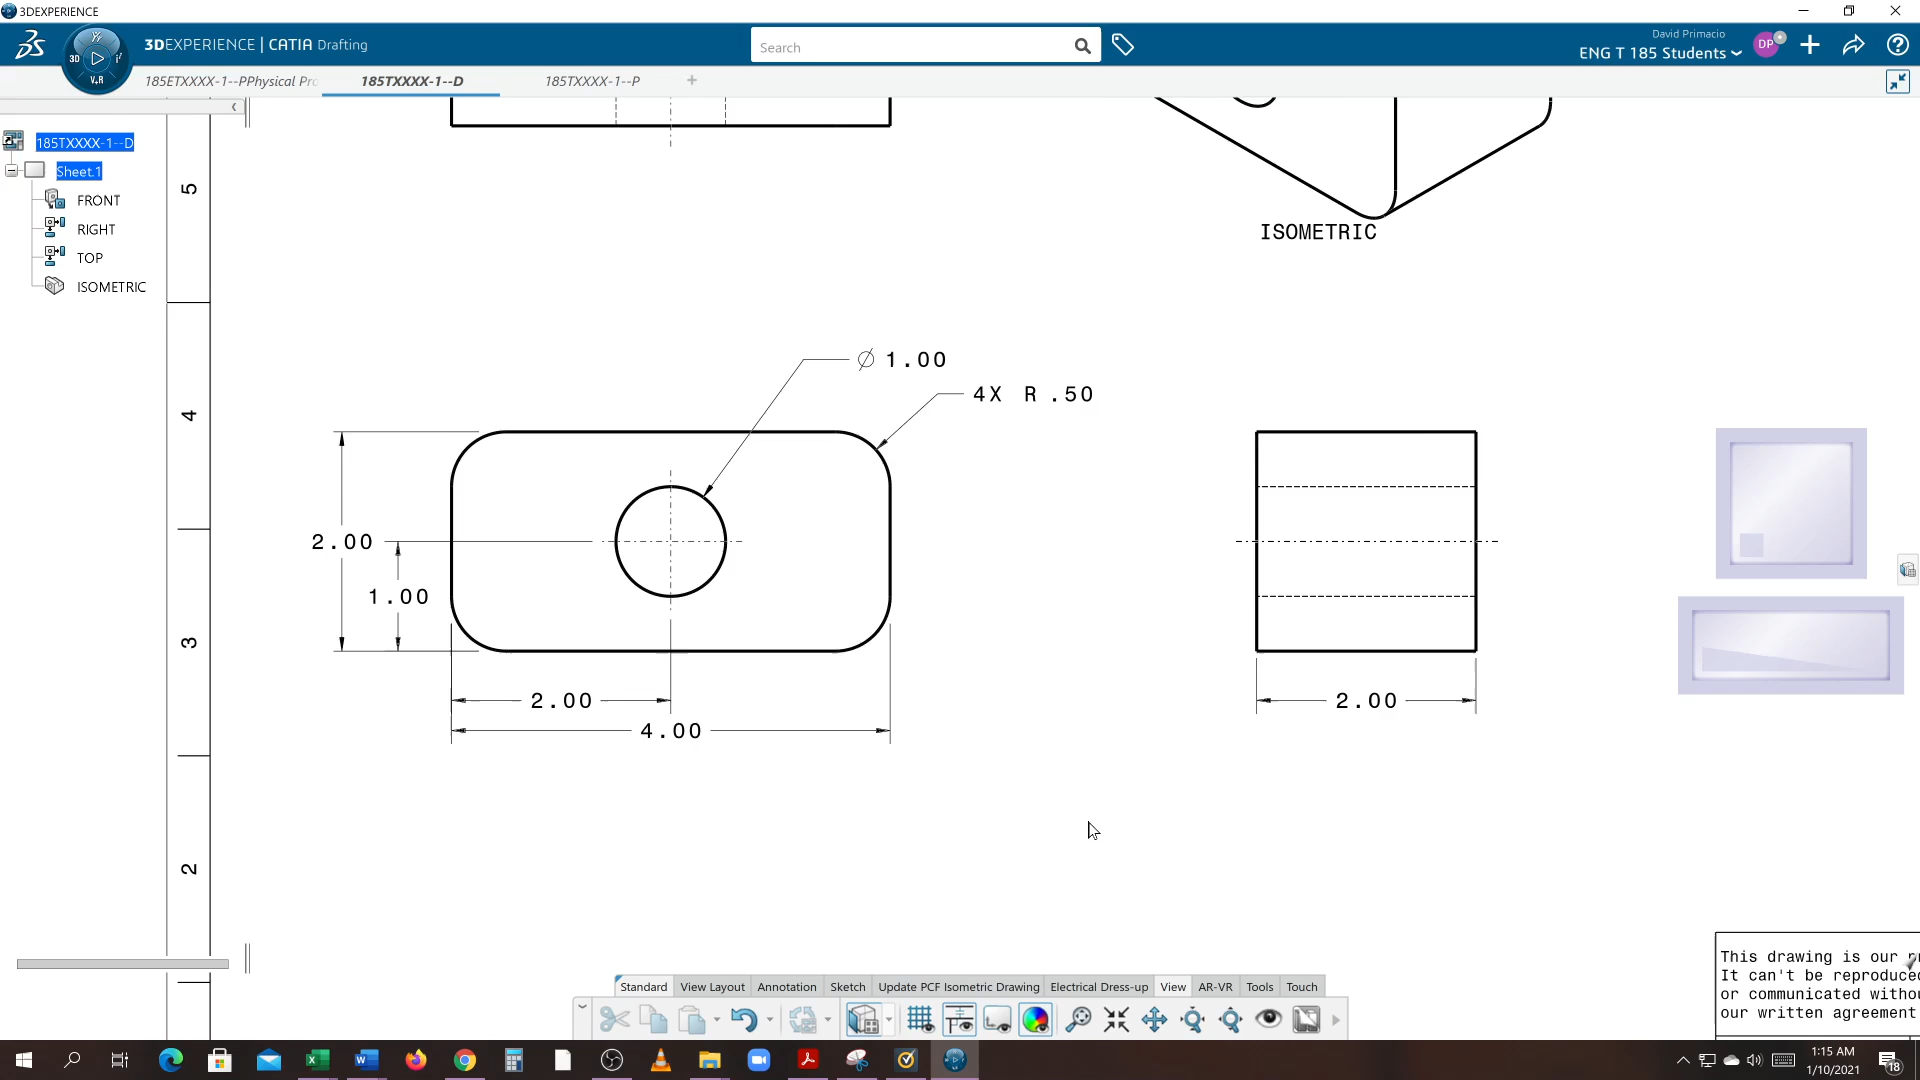 3DEXPERIENCE
3DEXPERIENCE | CATIA Drafting
Search
David Primacio
ENG T 185 Students
DP
3D
V.R
185ETXXXX-1--PPhysical Pro
185TXXXX-1--D
185TXXXX-1--P
185TXXXX-1--D
Sheet.1
FRONT
RIGHT
TOP
ISOMETRIC
5
4
3
2
ISOMETRIC
Ø 1.00
4X R .50
2.00
1.00
2.00
4.00
2.00
This drawing is our
It can't be reproduced
or communicated withou
our written agreement
Standard
View Layout
Annotation
Sketch
Update PCF Isometric Drawing
Electrical Dress-up
View
AR-VR
Tools
Touch
1:15 AM
1/10/2021
18